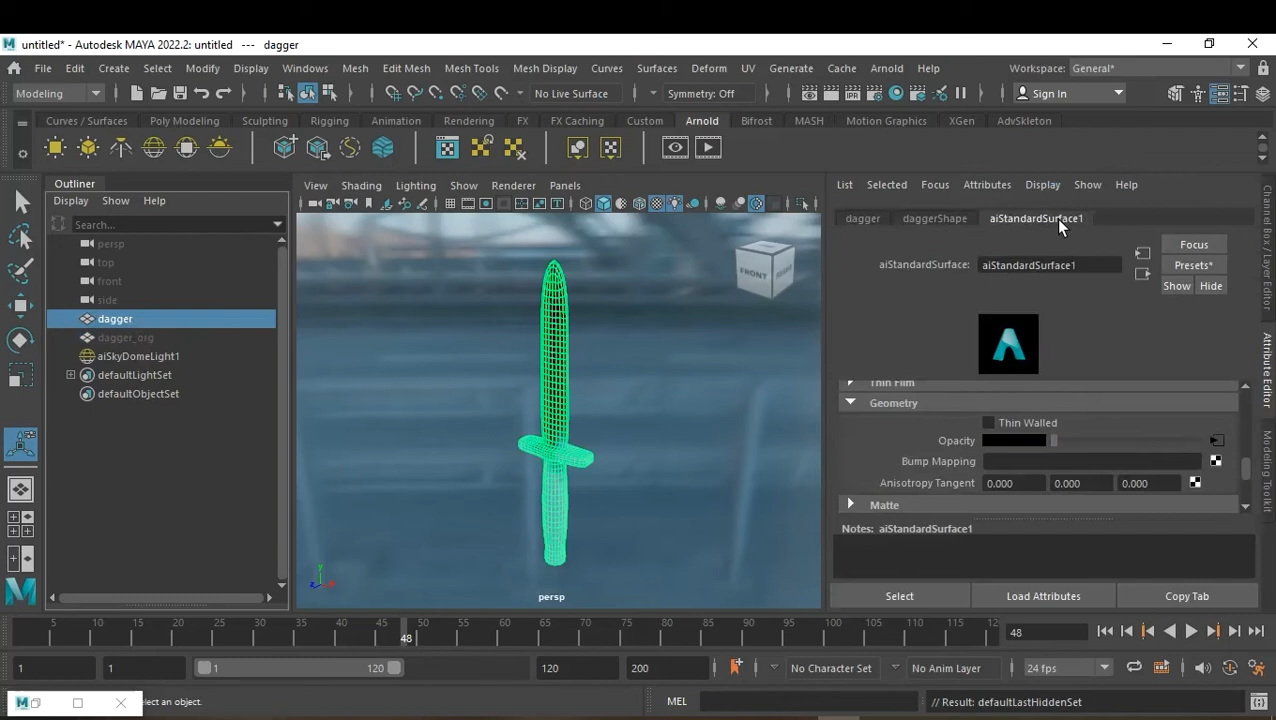 untitled* - Autodesk MAYA 2022.2: untitled --- dagger
File Edit Create Select Modify Display Windows Mesh Edit Mesh Mesh Tools Mesh Display Curves Surfaces Deform UV Generate Cache Arnold Help Workspace: General*
Modeling No Live Surface Symmetry: Off IPR Sign In
Curves / Surfaces Poly Modeling Sculpting Rigging Animation Rendering FX FX Caching Custom Arnold Bifrost MASH Motion Graphics XGen AdvSkeleton
Outliner
Display Show Help
Search...
persp
top
front
side
dagger
dagger_org
aiSkyDomeLight1
defaultLightSet
defaultObjectSet
View Shading Lighting Show Renderer Panels
FRONT
y
z x
persp
List Selected Focus Attributes Display Show Help
dagger daggerShape aiStandardSurface1
aiStandardSurface: aiStandardSurface1
Focus
Presets*
Show Hide
Thin Film
Geometry
Thin Walled
Opacity
Bump Mapping
Anisotropy Tangent 0.000 0.000 0.000
Matte
Notes: aiStandardSurface1
Select Load Attributes Copy Tab
Channel Box / Layer Editor
Attribute Editor
Modeling Toolkit
5 10 15 20 25 30 35 40 45 50 55 60 65 70 75 80 85 90 95 100 105 110 115 12
48
48
1 1 1 120 120 200 No Character Set No Anim Layer 24 fps
elect an object.
MEL // Result: defaultLastHiddenSet